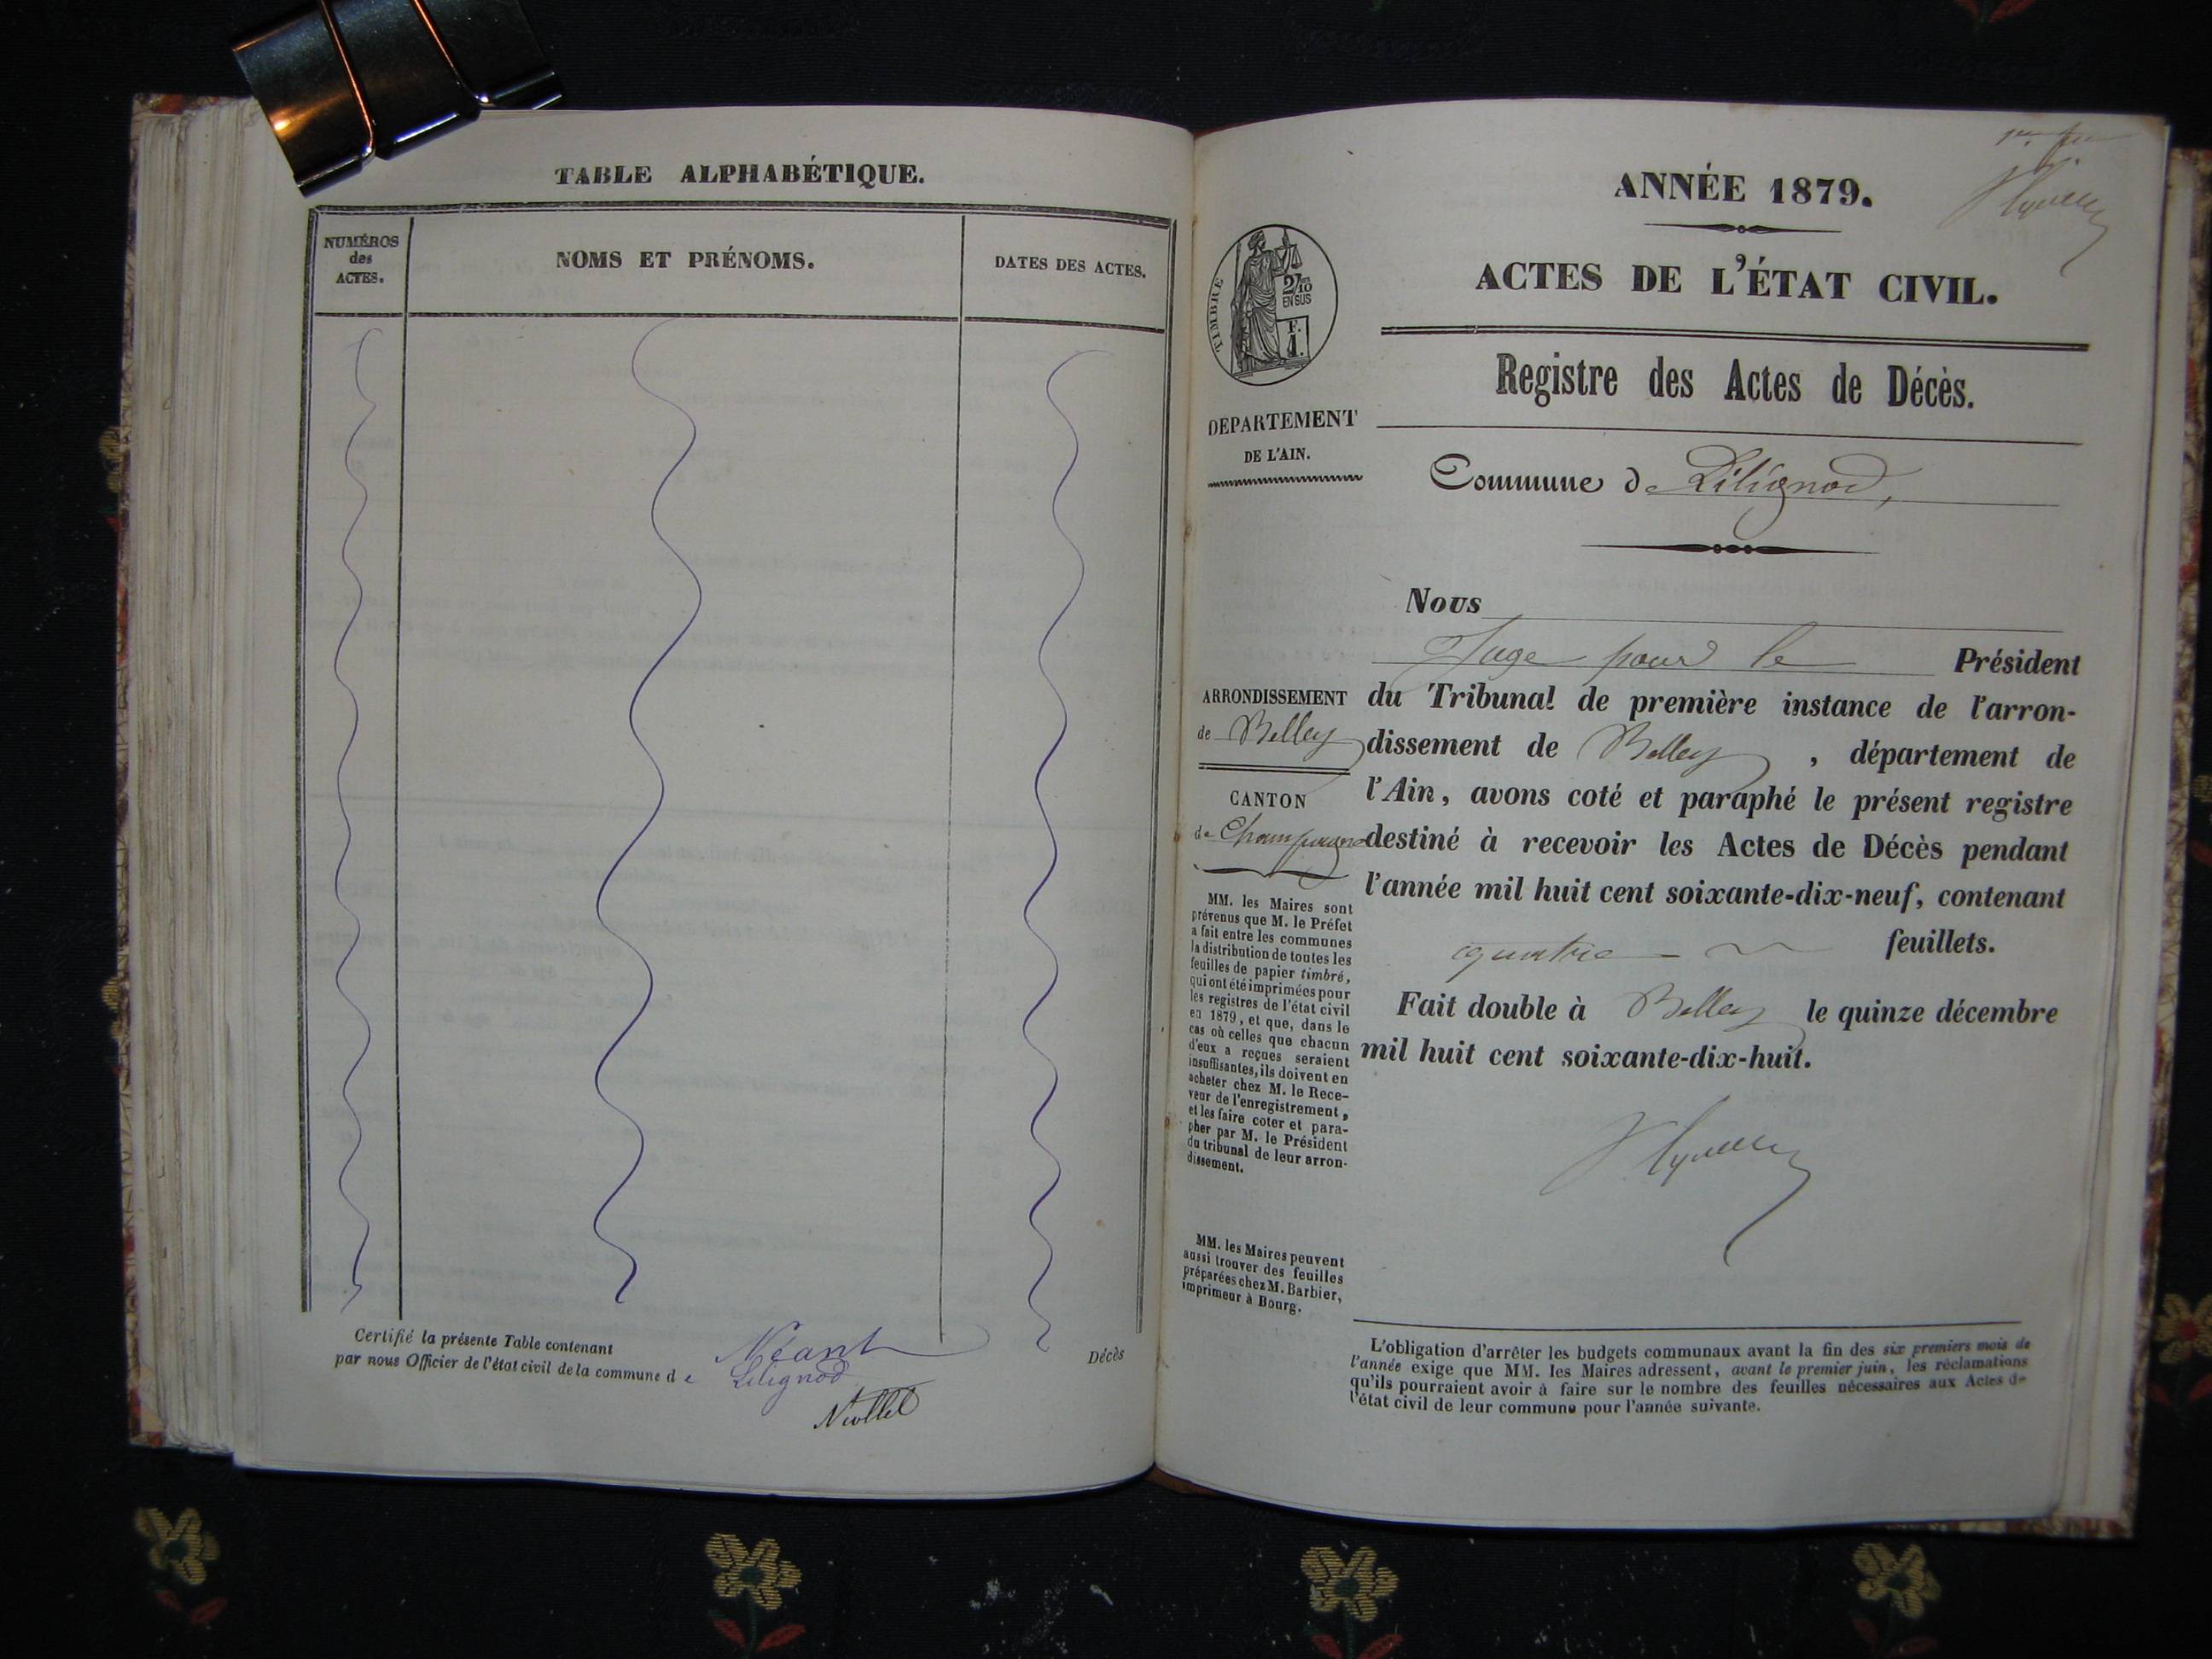 TABLE ALPHABÉTIQUE.
NUMÉROS
des
ACTES.
NOMS ET PRÉNOMS.
DATES DES ACTES.
Certifié la présente Table contenant Néant Décès
par nous Officier de l'état civil de la commune de Lilignod
ANNÉE 1879.
ACTES DE L'ÉTAT CIVIL.
TIMBRE
2/10
EN SUS
F.
1.
Registre des Actes de Décès.
DEPARTEMENT
DE L'AIN.
Commune de Lilignod,
Nous
Juge pour le Président
du Tribunal de première instance de l'arron-
dissement de Belley, département de
l'Ain, avons coté et paraphé le présent registre
destiné à recevoir les Actes de Décès pendant
l'année mil huit cent soixante-dix-neuf, contenant
quatre feuillets.
Fait double à Belley le quinze décembre
mil huit cent soixante-dix-huit.
ARRONDISSEMENT
de Belley
CANTON
de Champagne
MM. les Maires sont
prévenus que M. le Préfet
a fait entre les communes
la distribution de toutes les
feuilles de papier timbré,
qui ont été imprimées pour
les registres de l'état civil
en 1879, et que, dans le
cas où celles que chacun
d'eux a reçues seraient
insuffisantes, ils doivent en
acheter chez M. le Rece-
veur de l'enregistrement,
et les faire coter et para-
pher par M. le Président
du tribunal de leur arron-
dissement.
MM. les Maires peuvent
aussi trouver des feuilles
préparées chez M. Barbier,
imprimeur à Bourg.
L'obligation d'arrêter les budgets communaux avant la fin des six premiers mois de
l'année exige que MM. les Maires adressent, avant le premier juin, les réclamations
qu'ils pourraient avoir à faire sur le nombre des feuilles nécessaires aux Actes de
l'état civil de leur commune pour l'année suivante.